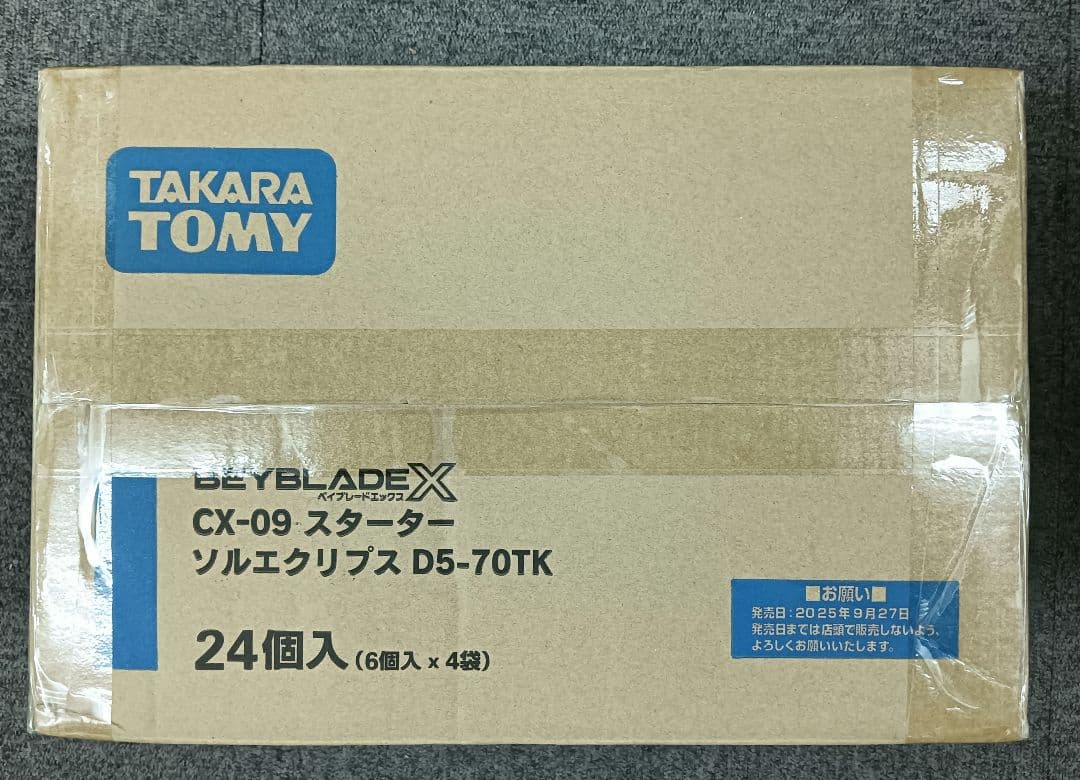 TAKARA
TOMY
BEYBLADE X
ベイブレードエックス
CX-09 スターター
ソルエクリプス D5-70TK
24個入(6個入 x 4袋)
■お願い■
発売日:2025年9月27日
発売日までは店頭で販売しないよう、
よろしくお願いいたします。